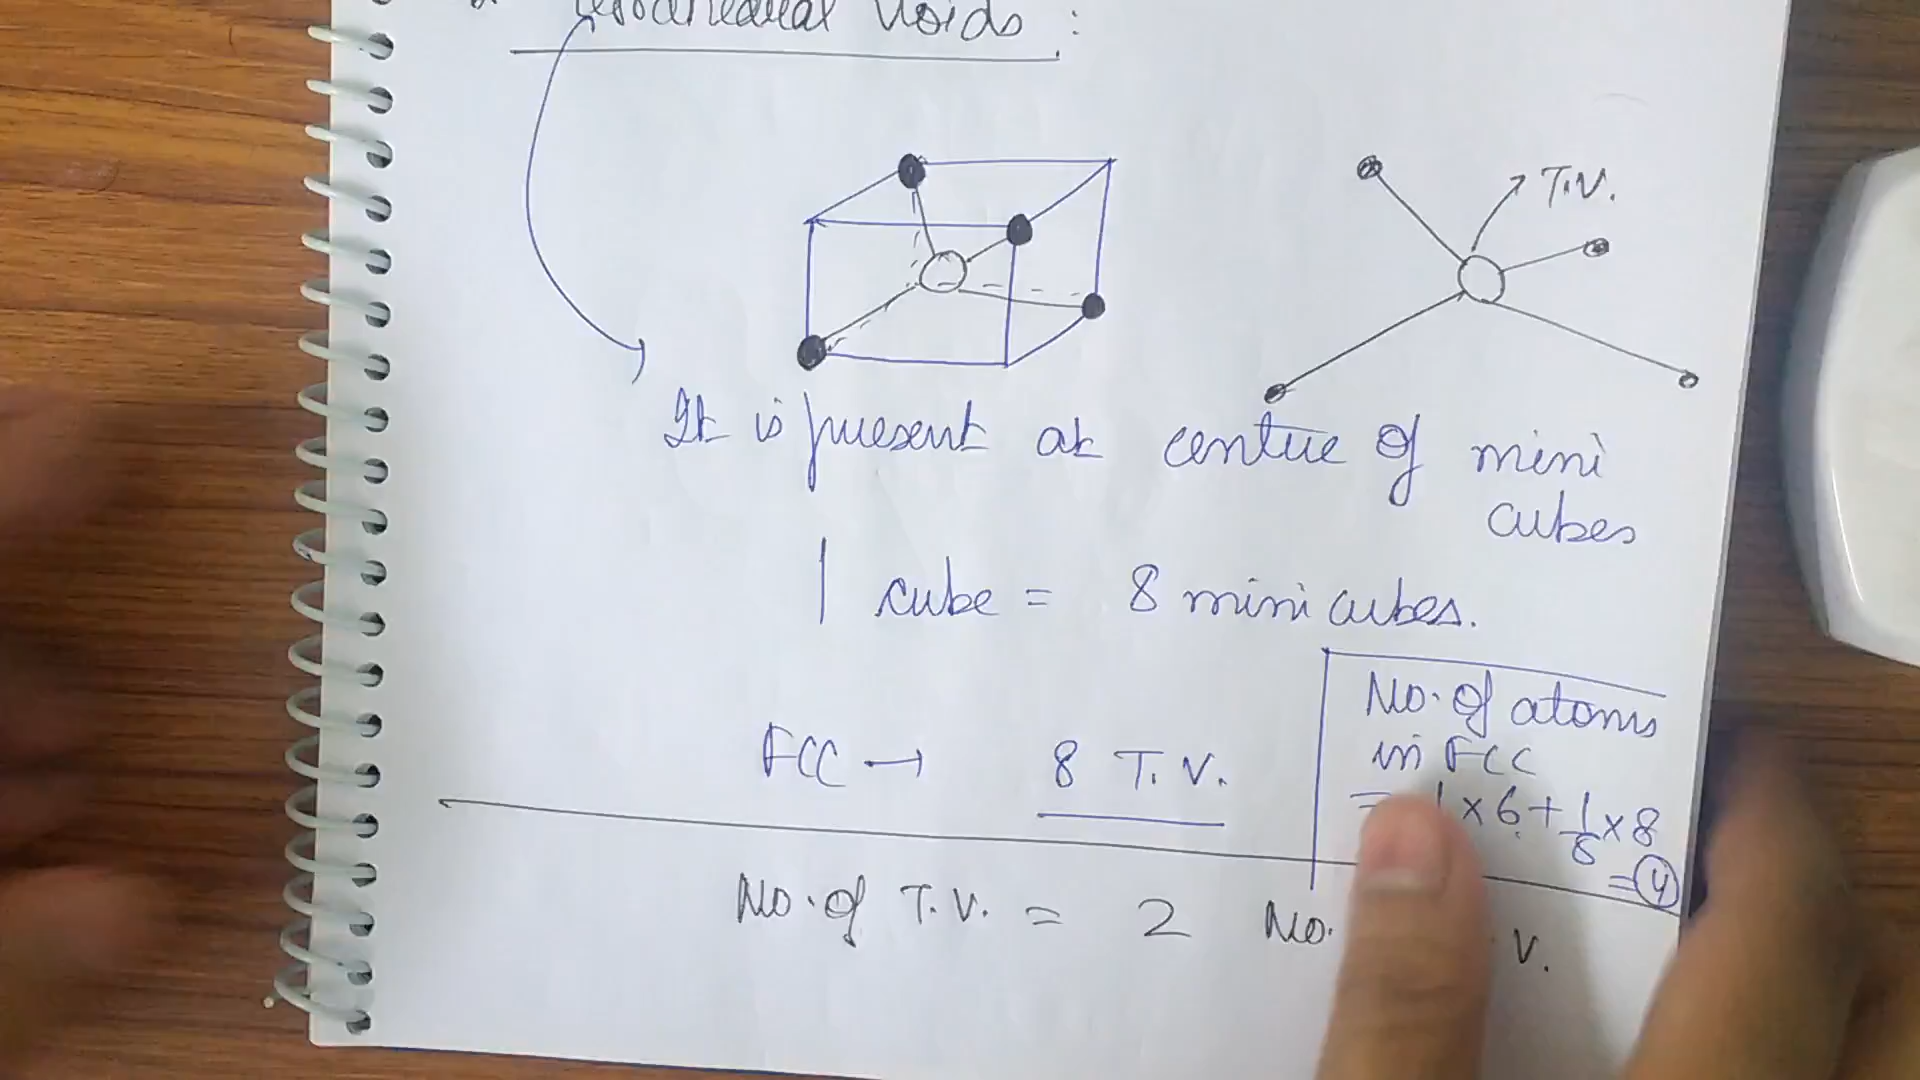 Voids :
T.V.
It is present at centre of mini
cubes
1 cube = 8 mini cubes.
No. of atoms
in FCC
FCC → 8 T.V.
= × 6 + 1/8 × 8
= 4
No. of T.V. = 2 No. V.